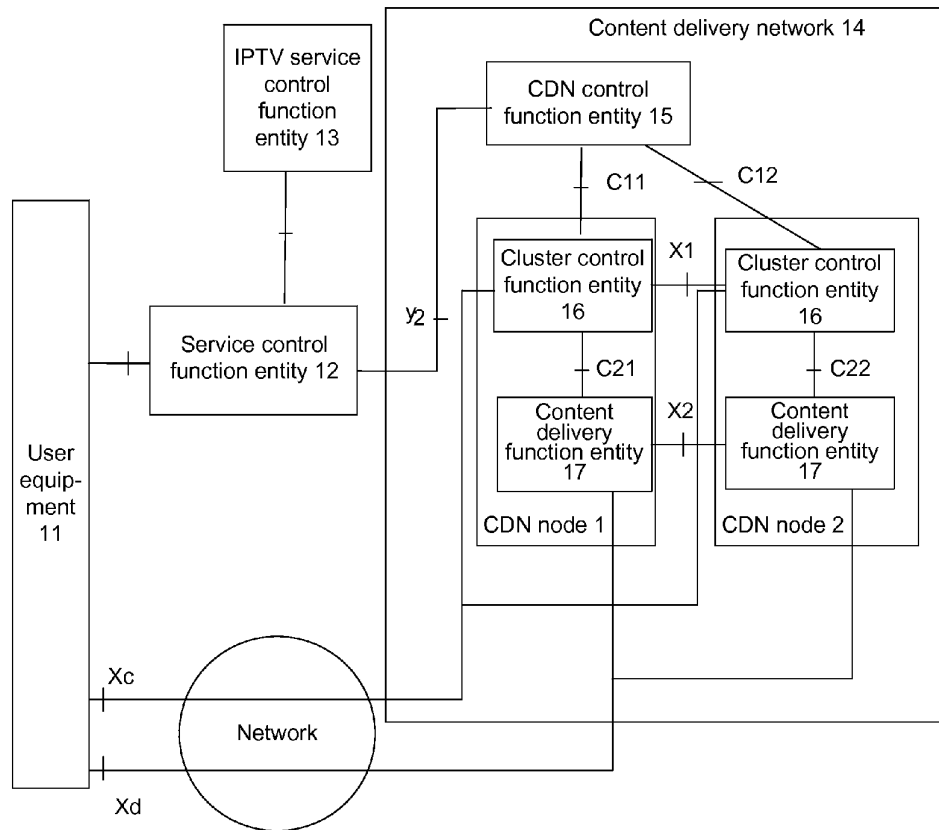 Content delivery network 14
IPTV service
control
function
entity 13
CDN control
function entity 15
C11
C12
Cluster control
function entity
16
X1
Cluster control
function entity
16
y2
Service control
function entity 12
C21
C22
Content
delivery
function entity
17
X2
Content
delivery
function entity
17
User
equip-
ment
11
CDN node 1
CDN node 2
Xc
Network
Xd